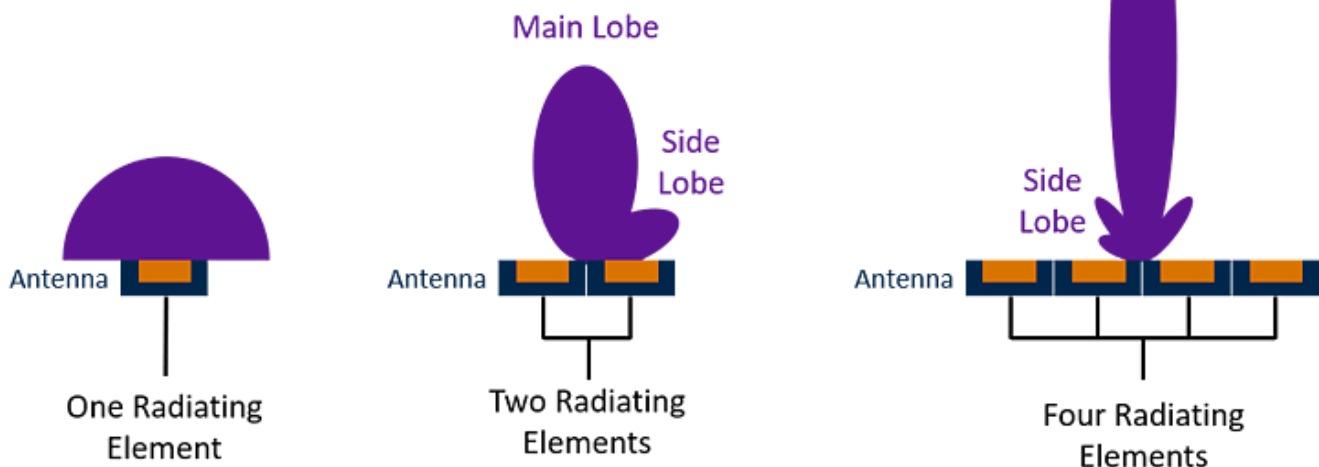 Main Lobe
Side
Lobe
Side
Lobe
Antenna
Antenna
Antenna
One Radiating
Element
Two Radiating
Elements
Four Radiating
Elements